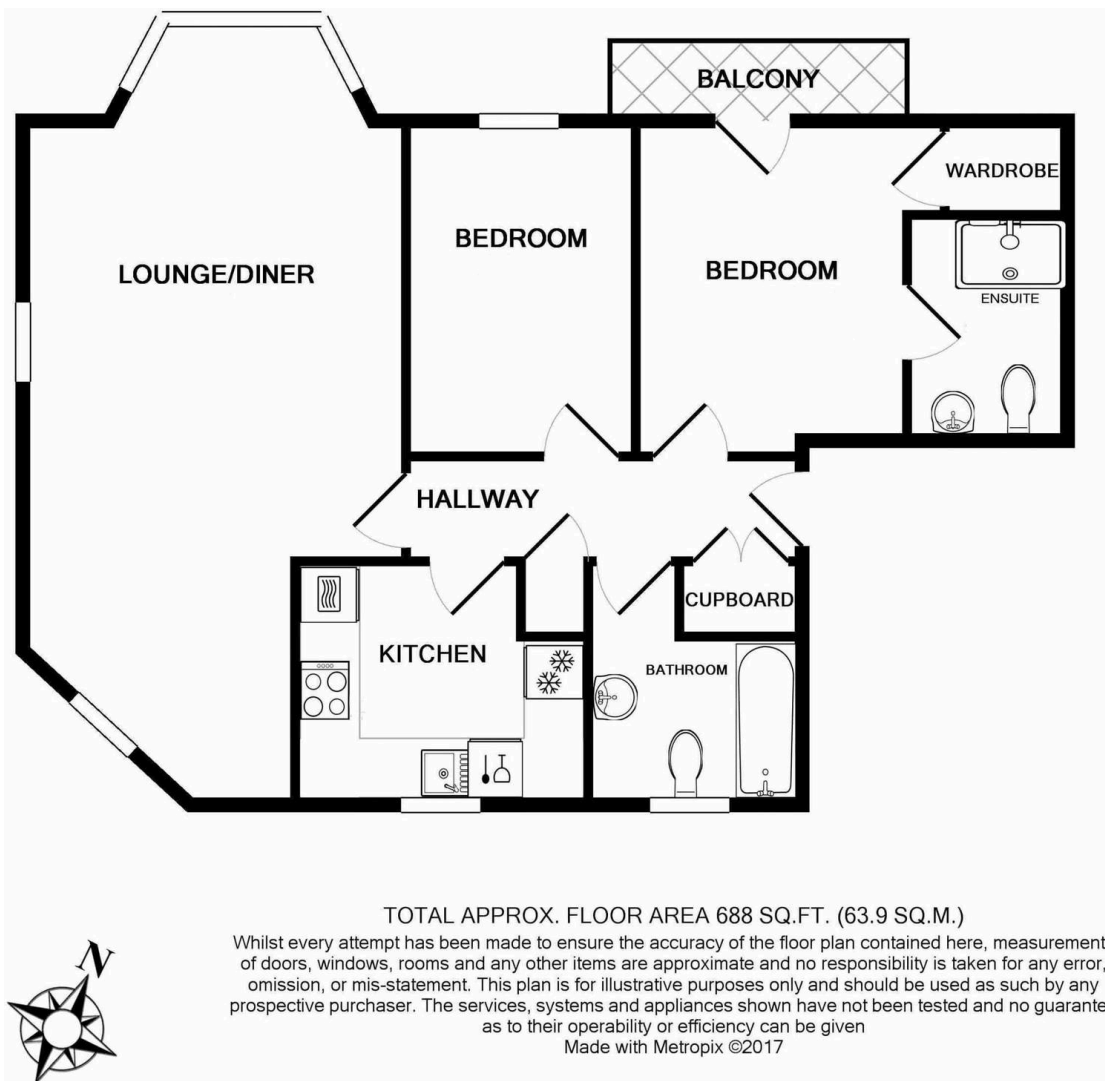 BALCONY
WARDROBE
BEDROOM
LOUNGE/DINER
BEDROOM
ENSUITE
HALLWAY
CUPBOARD
KITCHEN
BATHROOM
TOTAL APPROX. FLOOR AREA 688 SQ.FT. (63.9 SQ.M.)
Whilst every attempt has been made to ensure the accuracy of the floor plan contained here, measurement
of doors, windows, rooms and any other items are approximate and no responsibility is taken for any error,
omission, or mis-statement. This plan is for illustrative purposes only and should be used as such by any
prospective purchaser. The services, systems and appliances shown have not been tested and no guarante
as to their operability or efficiency can be given
Made with Metropix ©2017
N